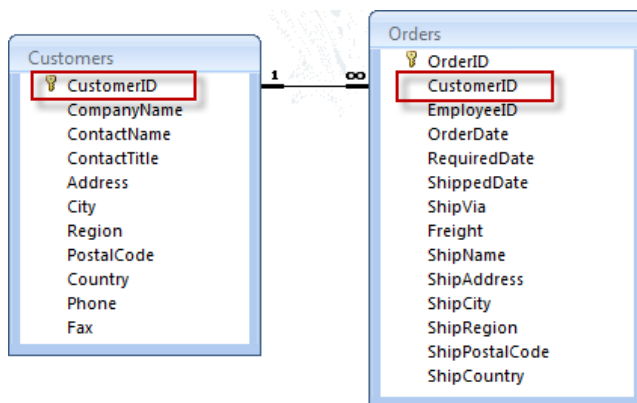 Customers
CustomerID
CompanyName
ContactName
ContactTitle
Address
City
Region
PostalCode
Country
Phone
Fax
1 ∞
Orders
OrderID
CustomerID
EmployeeID
OrderDate
RequiredDate
ShippedDate
ShipVia
Freight
ShipName
ShipAddress
ShipCity
ShipRegion
ShipPostalCode
ShipCountry